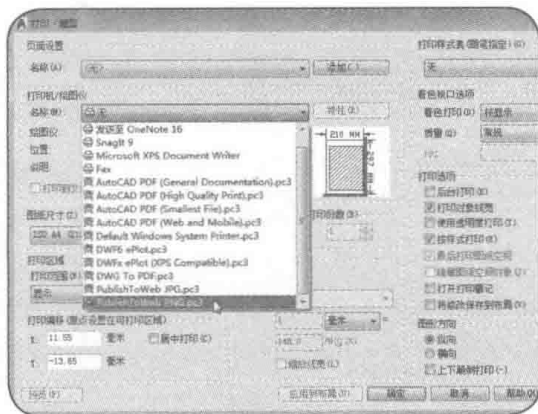 打印 - 模型
页面设置
名称(A)
<无>
添加()
打印机/绘图仪
名称(M)
无
特性(R)
绘图仪
位置
说明
发送至 OneNote 16
Snagit 9
Microsoft XPS Document Writer
Fax
AutoCAD PDF (General Documentation).pc3
AutoCAD PDF (High Quality Print).pc3
AutoCAD PDF (Smallest File).pc3
AutoCAD PDF (Web and Mobile).pc3
Default Windows System Printer.pc3
DWF6 ePlot.pc3
DWFx ePlot (XPS Compatible).pc3
DWG To PDF.pc3
PublishToWeb JPG.pc3
PublishToWeb PNG.pc3
210 MM
297 MM
图纸尺寸(Z)
打印份数(B)
1
打印区域
打印范围(W)
显示
打印偏移(原点设置在可打印区域)
11.55
毫米
居中打印(C)
-13.65
毫米
1
毫米
单位(N)
缩放线宽(L)
预览(P)
应用到布局(U)
确定
取消
帮助(H)
打印样式表(画笔指定)(G)
无
着色视口选项
着色打印(D)
按显示
质量(Q)
常规
打印选项
后台打印(K)
打印对象线宽
使用透明度打印(T)
按样式打印(E)
最后打印图纸空间
隐藏图纸空间对象(J)
打开打印戳记
将修改保存到布局(V)
图形方向
纵向
横向
上下颠倒打印(-)